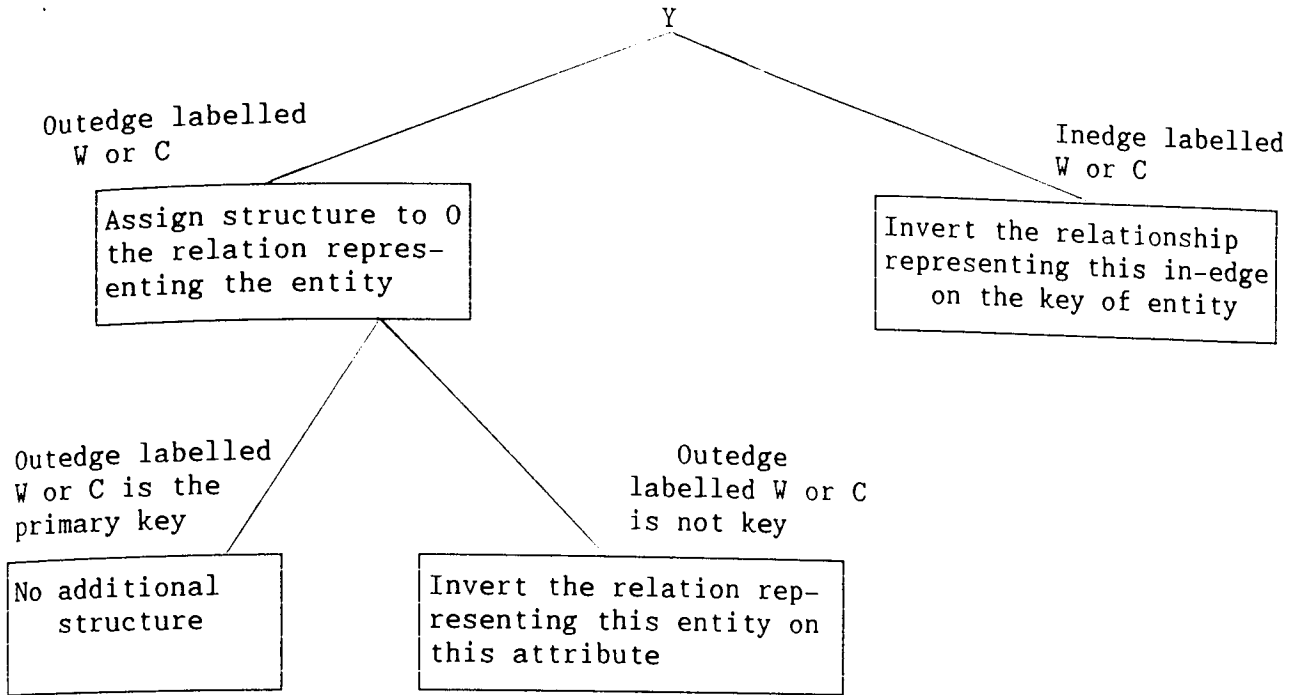 Y
Outedge labelled
W or C
Inedge labelled
W or C
Assign structure to O
the relation repres-
enting the entity
Invert the relationship
representing this in-edge
on the key of entity
Outedge labelled
W or C is the
primary key
Outedge
labelled W or C
is not key
No additional
structure
Invert the relation rep-
resenting this entity on
this attribute